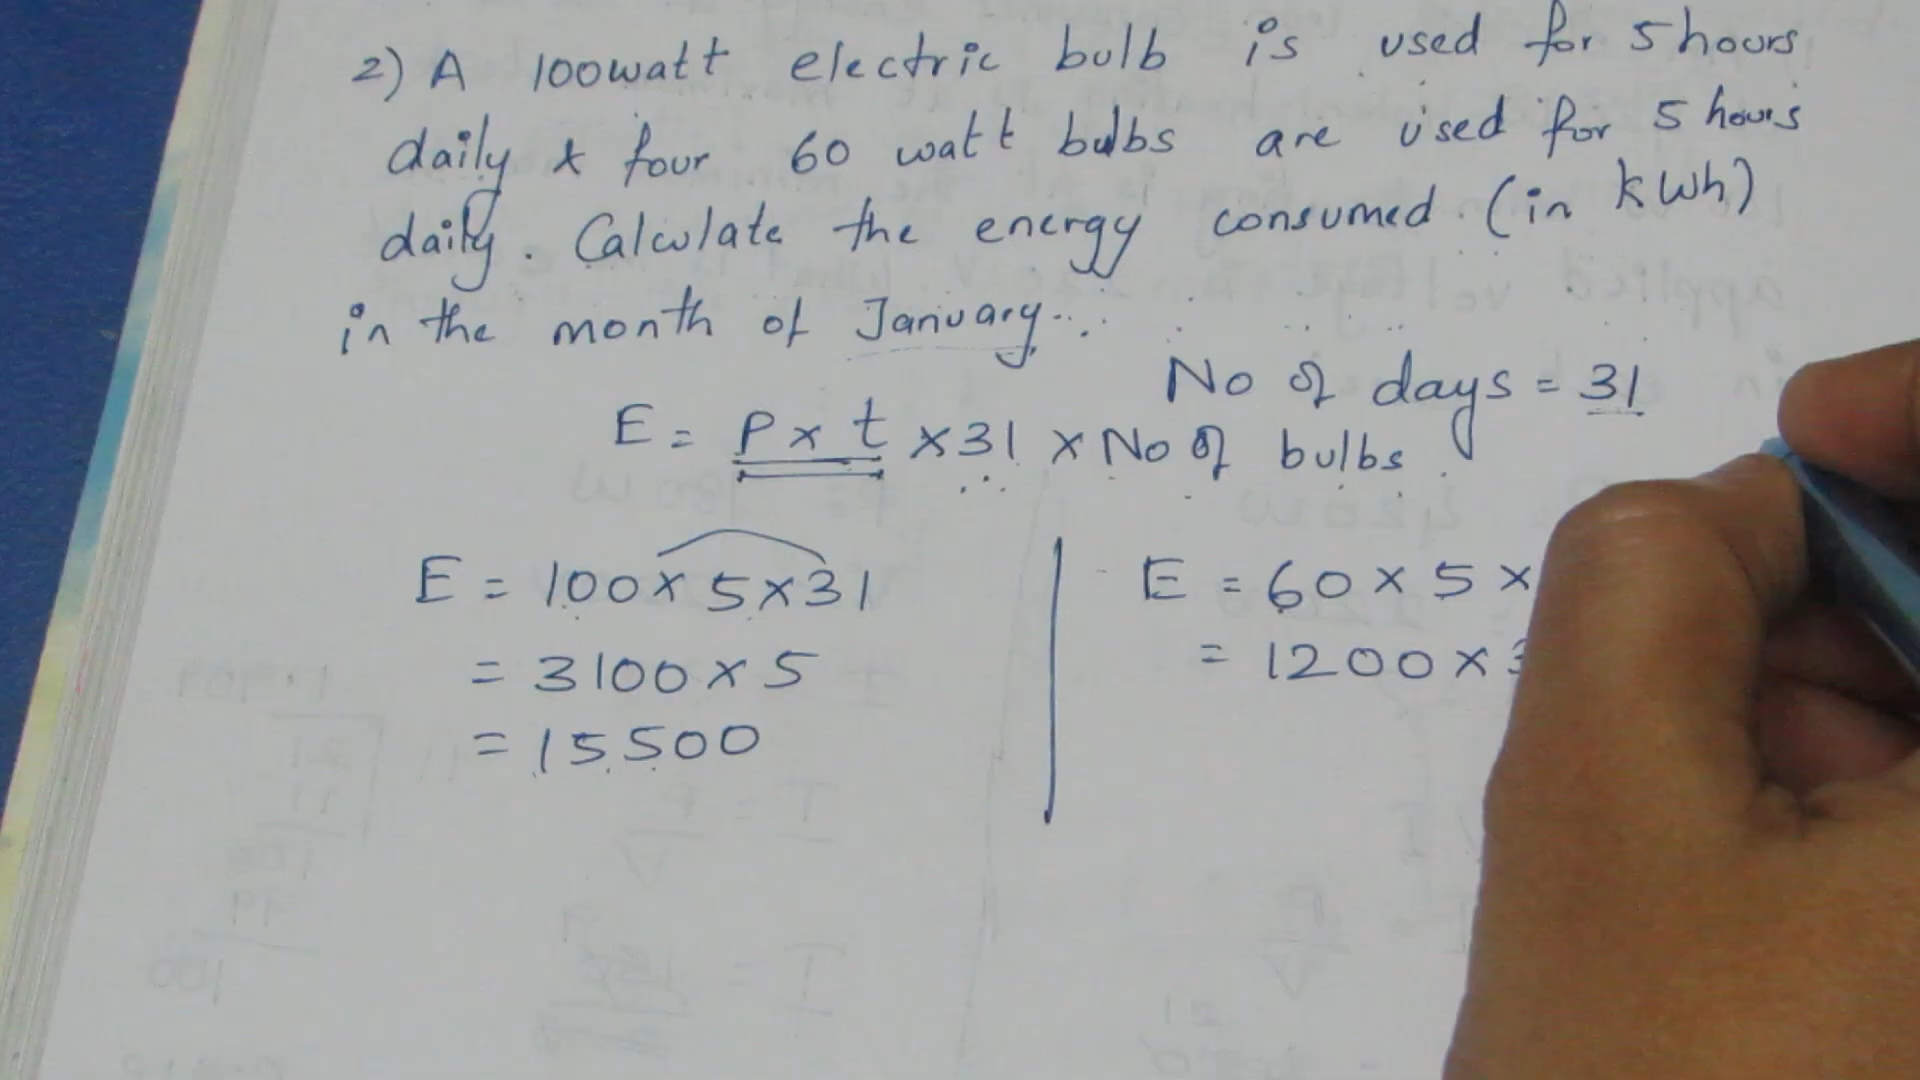 2) A 100watt electric bulb is used for 5 hours
daily & four 60 watt bulbs are used for 5 hours
daily. Calculate the energy consumed. (in kWh)
in the month of January...
No of days = 31
E = P x t x 31 x No of bulbs
E = 100 x 5 x 31
= 3100 x 5
= 15500
E = 60 x 5 x
= 1200 x 3